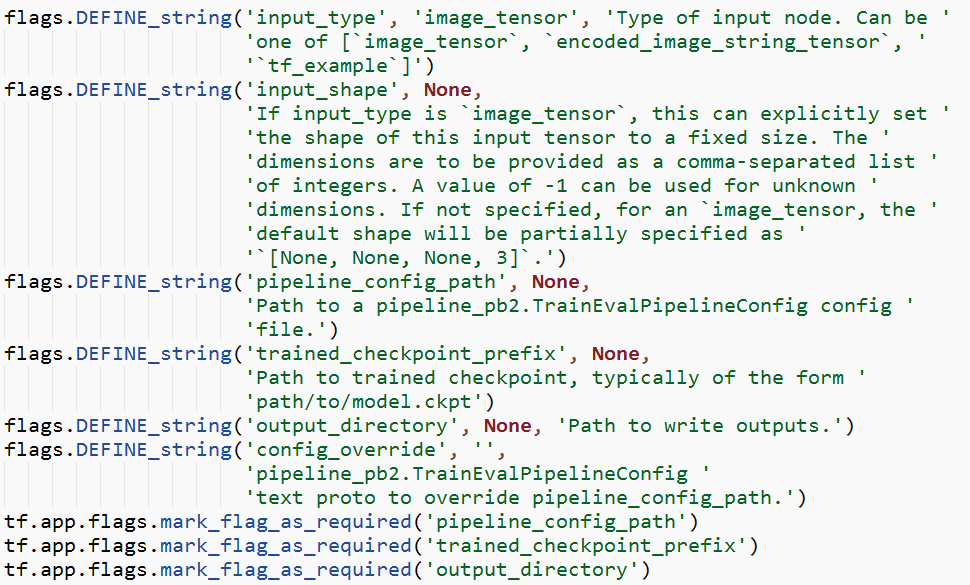 flags.DEFINE_string('input_type', 'image_tensor', 'Type of input node. Can be '
                    'one of [`image_tensor`, `encoded_image_string_tensor`, '
                    '`tf_example`]')
flags.DEFINE_string('input_shape', None,
                    'If input_type is `image_tensor`, this can explicitly set '
                    'the shape of this input tensor to a fixed size. The '
                    'dimensions are to be provided as a comma-separated list '
                    'of integers. A value of -1 can be used for unknown '
                    'dimensions. If not specified, for an `image_tensor, the '
                    'default shape will be partially specified as '
                    '`[None, None, None, 3]`.')
flags.DEFINE_string('pipeline_config_path', None,
                    'Path to a pipeline_pb2.TrainEvalPipelineConfig config '
                    'file.')
flags.DEFINE_string('trained_checkpoint_prefix', None,
                    'Path to trained checkpoint, typically of the form '
                    'path/to/model.ckpt')
flags.DEFINE_string('output_directory', None, 'Path to write outputs.')
flags.DEFINE_string('config_override', '',
                    'pipeline_pb2.TrainEvalPipelineConfig '
                    'text proto to override pipeline_config_path.')
tf.app.flags.mark_flag_as_required('pipeline_config_path')
tf.app.flags.mark_flag_as_required('trained_checkpoint_prefix')
tf.app.flags.mark_flag_as_required('output_directory')